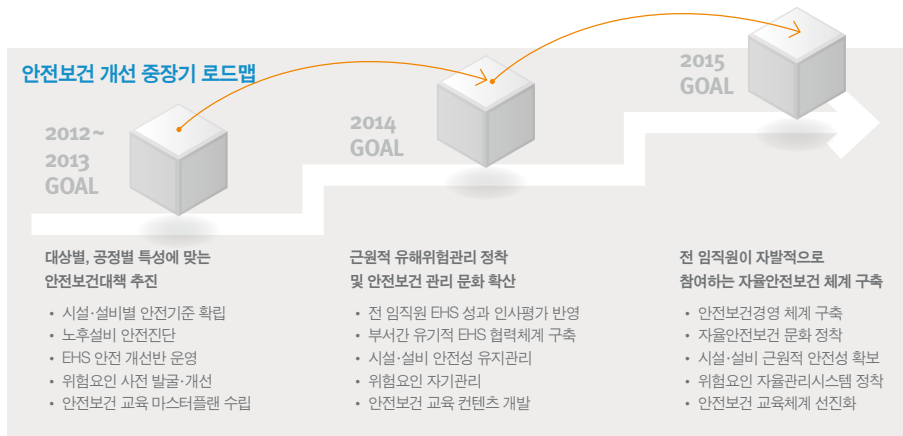 안전보건 개선 중장기 로드맵
2012~
2013
GOAL
대상별, 공정별 특성에 맞는
안전보건대책 추진
• 시설·설비별 안전기준 확립
• 노후설비 안전진단
• EHS 안전 개선반 운영
• 위험요인 사전 발굴·개선
• 안전보건 교육 마스터플랜 수립
2014
GOAL
근원적 유해위험관리 정착
및 안전보건 관리 문화 확산
• 전 임직원 EHS 성과 인사평가 반영
• 부서간 유기적 EHS 협력체계 구축
• 시설·설비 안전성 유지관리
• 위험요인 자기관리
• 안전보건 교육 컨텐츠 개발
2015
GOAL
전 임직원이 자발적으로
참여하는 자율안전보건 체계 구축
• 안전보건경영 체계 구축
• 자율안전보건 문화 정착
• 시설·설비 근원적 안전성 확보
• 위험요인 자율관리시스템 정착
• 안전보건 교육체계 선진화